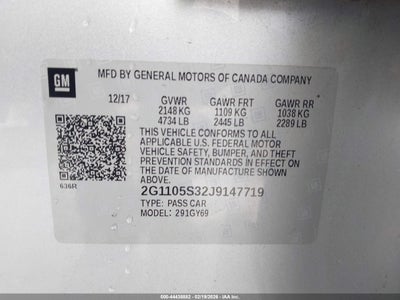 GM
MFD BY GENERAL MOTORS OF CANADA COMPANY
12/17 GVWR GAWR FRT GAWR RR
2148 KG 1109 KG 1038 KG
4734 LB 2445 LB 2289 LB
THIS VEHICLE CONFORMS TO ALL
APPLICABLE U.S. FEDERAL MOTOR
VEHICLE SAFETY, BUMPER, AND THEFT
PREVENTION STANDARDS IN EFFECT ON
THE DATE OF MANUFACTURE SHOWN
ABOVE.
636R
2G1105S32J9147719
TYPE: PASS CAR
MODEL: 291GY69